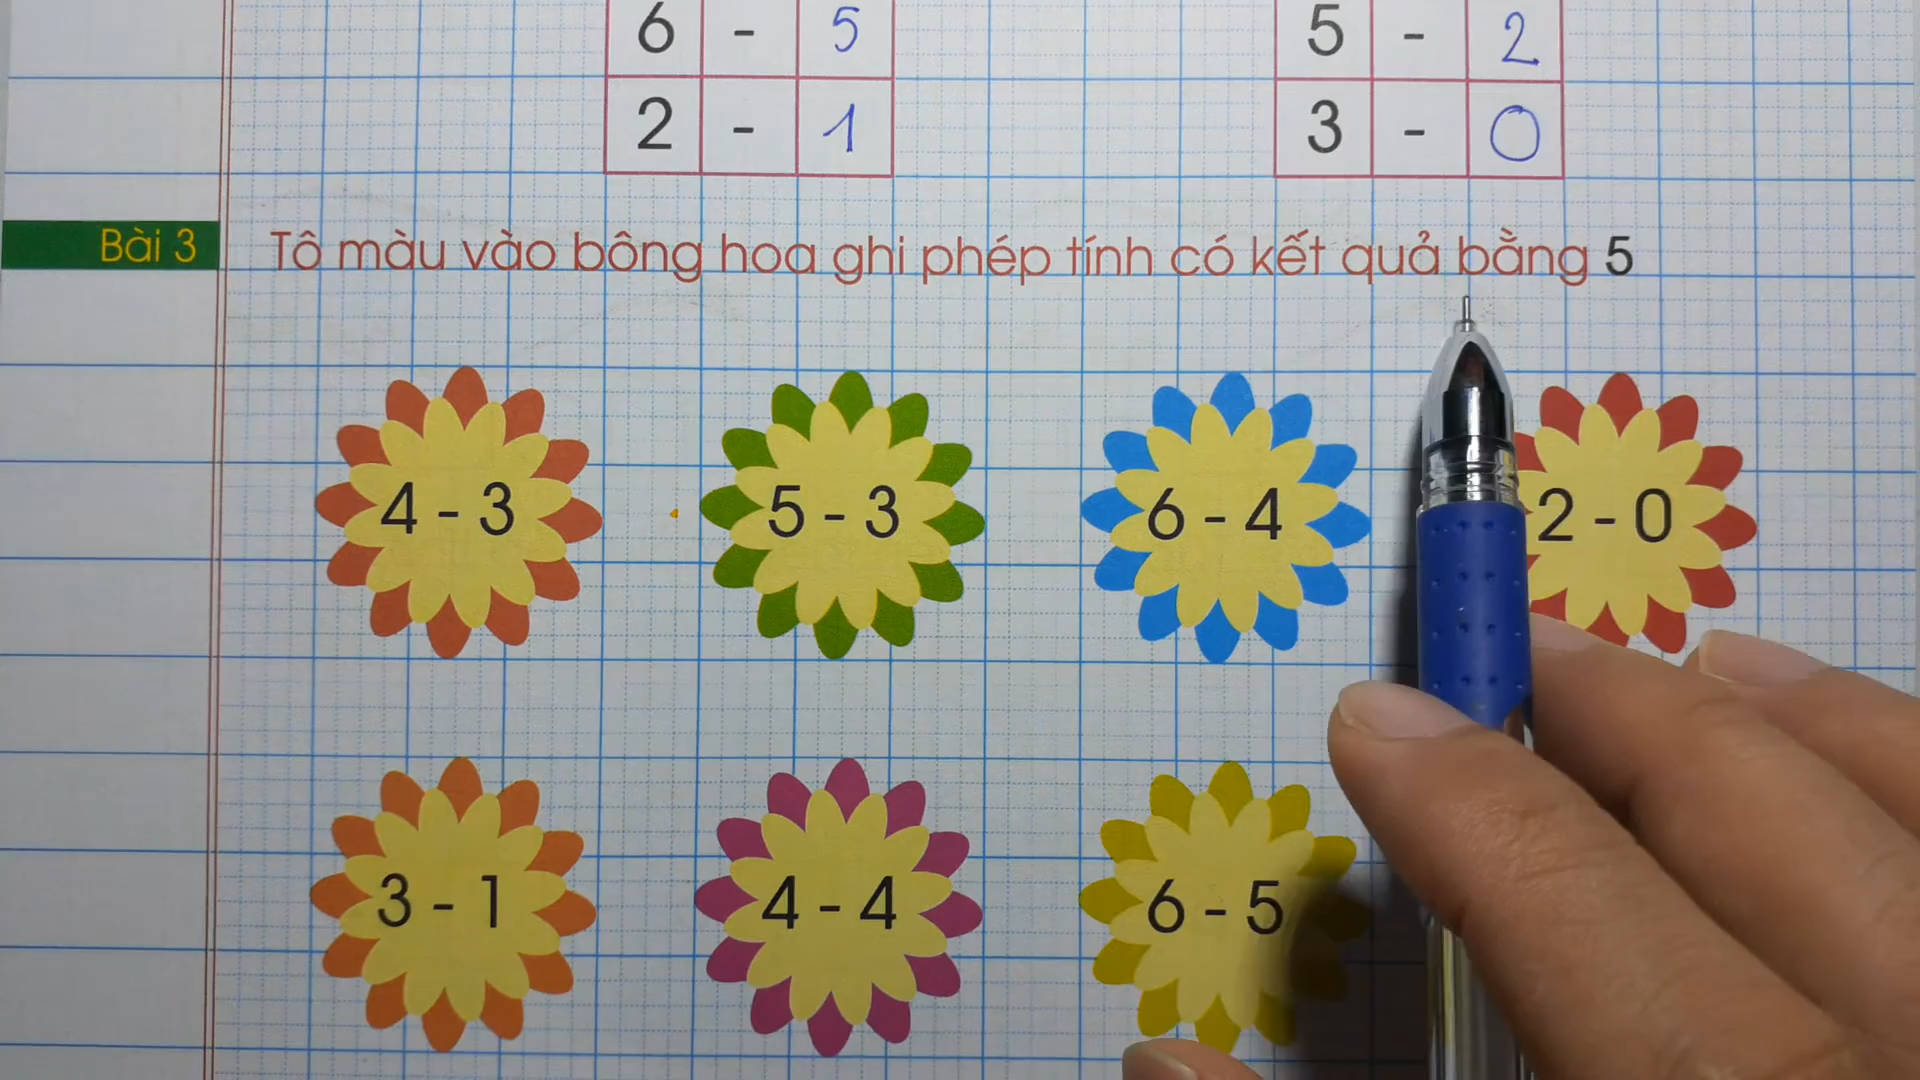 6 - 5 5 - 2
2 - 1 3 - 0
Bài 3 Tô màu vào bông hoa ghi phép tính có kết quả bằng 5
4 - 3 5 - 3 6 - 4 2 - 0
3 - 1 4 - 4 6 - 5